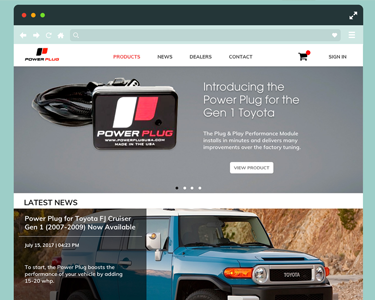 POWER PLUG
PRODUCTS NEWS DEALERS CONTACT SIGN IN
Introducing the
Power Plug for the
Gen 1 Toyota
The Plug & Play Performance Module
installs in minutes and delivers many
improvements over the factory tuning.
VIEW PRODUCT
POWER PLUG
WWW.POWERPLUGUSA.COM
MADE IN THE USA
LATEST NEWS
Power Plug for Toyota FJ Cruiser
Gen 1 (2007-2009) Now Available
July 15, 2017 | 04:21 PM
To start, the Power Plug boosts the
performance of your vehicle by adding
15-20 whp.
TOYOTA